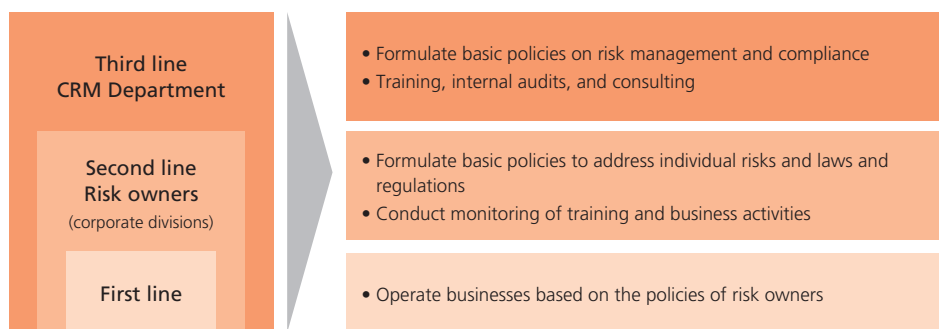 Third line
CRM Department
Second line
Risk owners
(corporate divisions)
First line
• Formulate basic policies on risk management and compliance
• Training, internal audits, and consulting
• Formulate basic policies to address individual risks and laws and
regulations
• Conduct monitoring of training and business activities
• Operate businesses based on the policies of risk owners